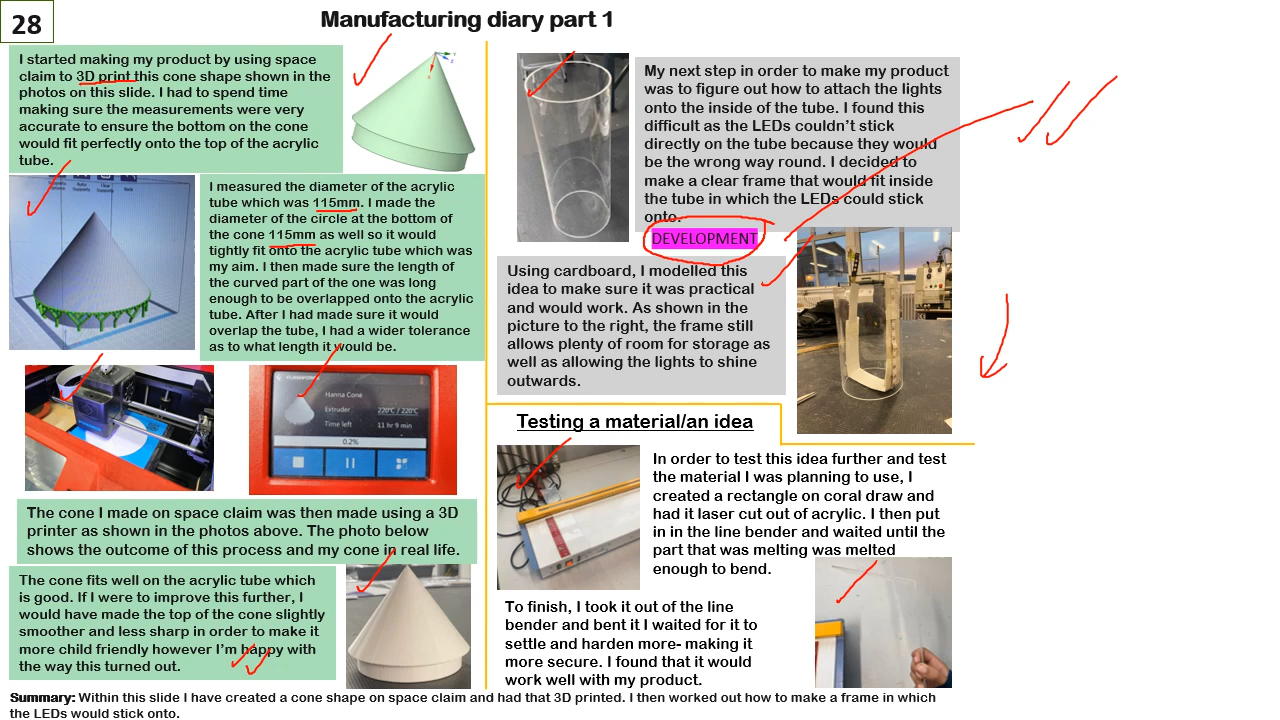 28
Manufacturing diary part 1
I started making my product by using space
claim to 3D print this cone shape shown in the
photos on this slide. I had to spend time
making sure the measurements were very
accurate to ensure the bottom on the cone
would fit perfectly onto the top of the acrylic
tube.
I measured the diameter of the acrylic
tube which was 115mm. I made the
diameter of the circle at the bottom of
the cone 115mm as well so it would
tightly fit onto the acrylic tube which was
my aim. I then made sure the length of
the curved part of the one was long
enough to be overlapped onto the acrylic
tube. After I had made sure it would
overlap the tube, I had a wider tolerance
as to what length it would be.
Hanna Cone
Extruder 220℃ / 220℃
Time left 11 hr 9 min
0.2%
The cone I made on space claim was then made using a 3D
printer as shown in the photos above. The photo below
shows the outcome of this process and my cone in real life.
The cone fits well on the acrylic tube which
is good. If I were to improve this further, I
would have made the top of the cone slightly
smoother and less sharp in order to make it
more child friendly however I'm happy with
the way this turned out.
My next step in order to make my product
was to figure out how to attach the lights
onto the inside of the tube. I found this
difficult as the LEDs couldn't stick
directly on the tube because they would
be the wrong way round. I decided to
make a clear frame that would fit inside
the tube in which the LEDs could stick
onto.
DEVELOPMENT
Using cardboard, I modelled this
idea to make sure it was practical
and would work. As shown in the
picture to the right, the frame still
allows plenty of room for storage as
well as allowing the lights to shine
outwards.
Testing a material/an idea
In order to test this idea further and test
the material I was planning to use, I
created a rectangle on coral draw and
had it laser cut out of acrylic. I then put
in in the line bender and waited until the
part that was melting was melted
enough to bend.
To finish, I took it out of the line
bender and bent it I waited for it to
settle and harden more- making it
more secure. I found that it would
work well with my product.
Summary: Within this slide I have created a cone shape on space claim and had that 3D printed. I then worked out how to make a frame in which
the LEDs would stick onto.